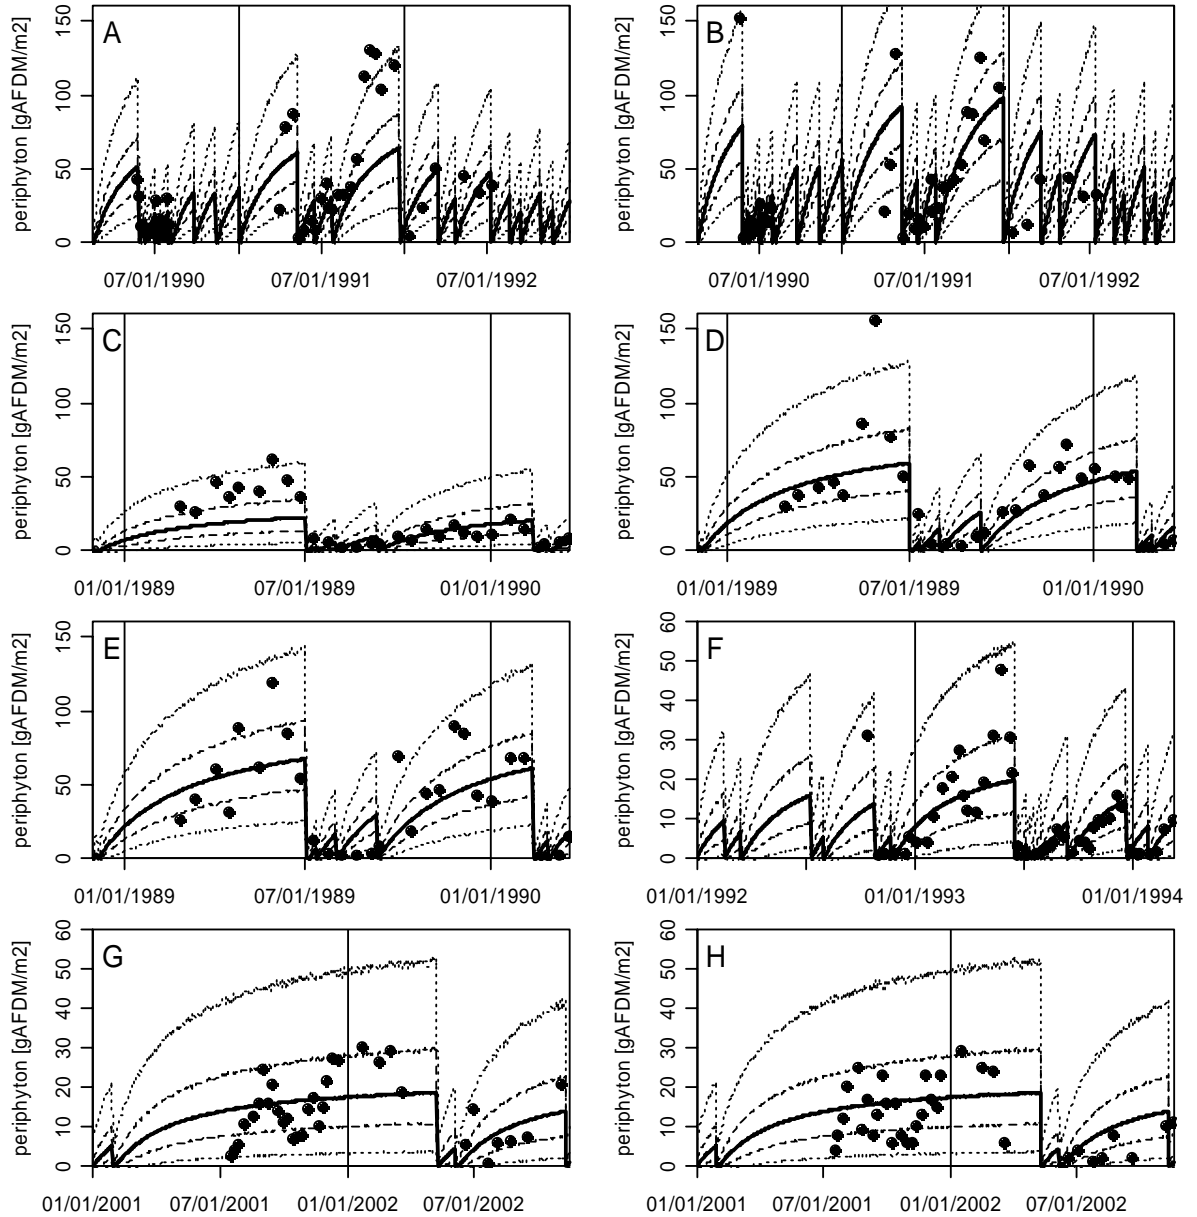 A
B
periphyton [gAFDM/m2]
0 50 100 150
07/01/1990 07/01/1991 07/01/1992
periphyton [gAFDM/m2]
0 50 100 150
07/01/1990 07/01/1991 07/01/1992
C
D
periphyton [gAFDM/m2]
0 50 100 150
01/01/1989 07/01/1989 01/01/1990
periphyton [gAFDM/m2]
0 50 100 150
01/01/1989 07/01/1989 01/01/1990
E
F
periphyton [gAFDM/m2]
0 50 100 150
01/01/1989 07/01/1989 01/01/1990
periphyton [gAFDM/m2]
0 10 20 30 40 50 60
01/01/1992 01/01/1993 01/01/1994
G
H
periphyton [gAFDM/m2]
0 10 20 30 40 50 60
01/01/2001 07/01/2001 01/01/2002 07/01/2002
periphyton [gAFDM/m2]
0 10 20 30 40 50 60
01/01/2001 07/01/2001 01/01/2002 07/01/2002